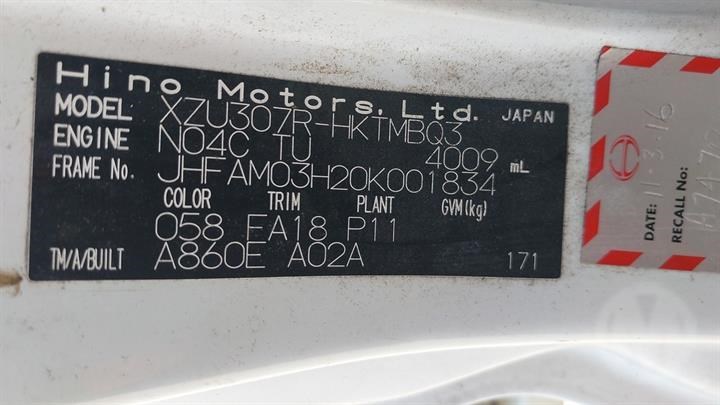 Hino Motors,Ltd. JAPAN
MODEL XZU307R-HKTMBQ3
ENGINE N04C TU 4009 mL
FRAME No. JHFAM03H20K001834
COLOR TRIM PLANT GVM(kg)
058 FA18 P11
TM/A/BUILT A860E A02A 171
DATE: 11-3-16
RECALL No: